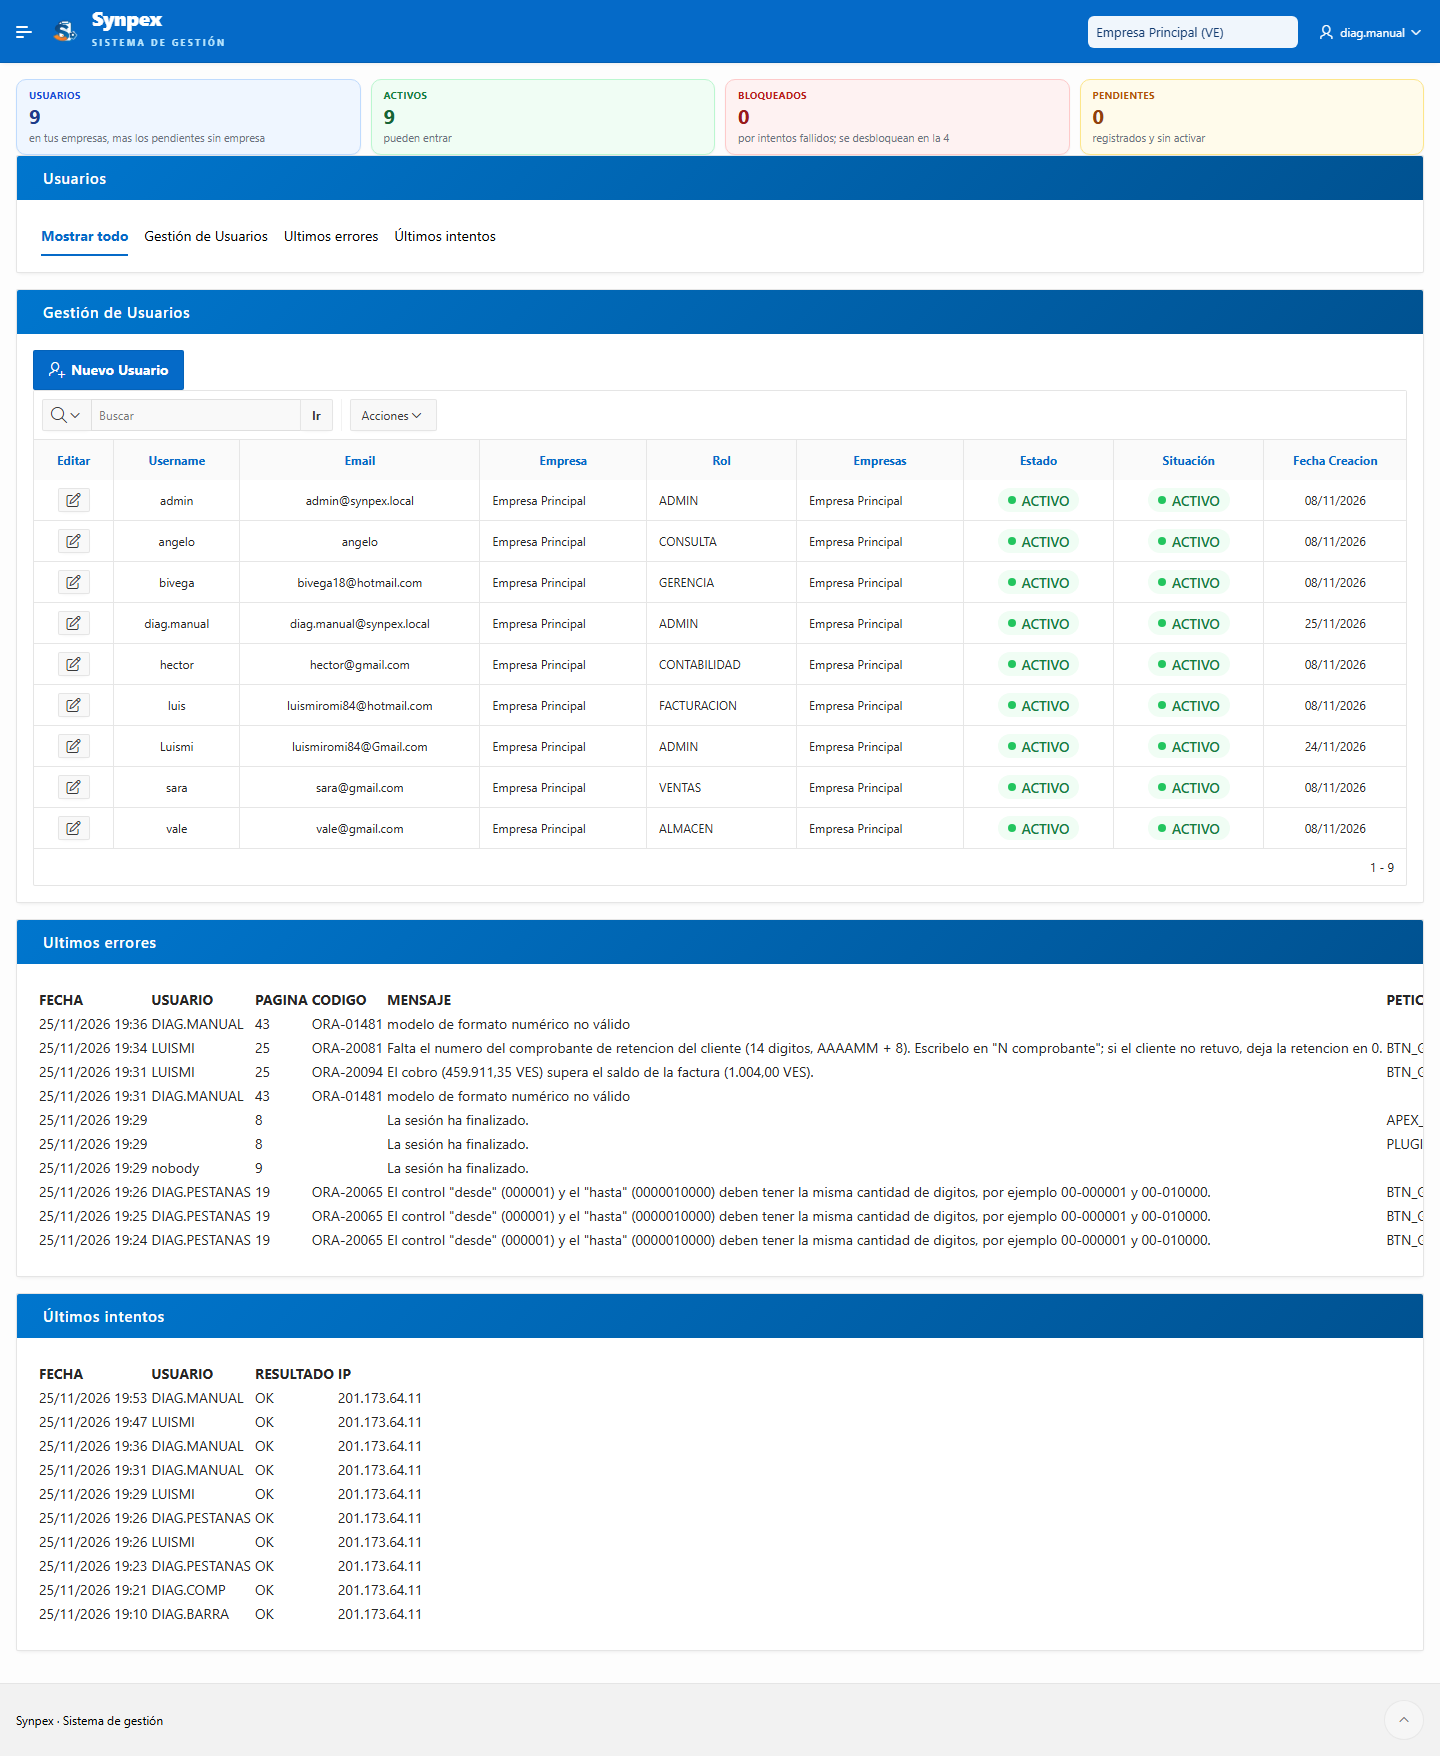 Synpex
SISTEMA DE GESTIÓN
Empresa Principal (VE)
diag.manual
USUARIOS
9
en tus empresas, mas los pendientes sin empresa
ACTIVOS
9
pueden entrar
BLOQUEADOS
0
por intentos fallidos; se desbloquean en la 4
PENDIENTES
0
registrados y sin activar
Usuarios
Mostrar todo Gestión de Usuarios Ultimos errores Últimos intentos
Gestión de Usuarios
Nuevo Usuario
Buscar Ir Acciones
Editar Username Email Empresa Rol Empresas Estado Situación Fecha Creacion
admin admin@synpex.local Empresa Principal ADMIN Empresa Principal ACTIVO ACTIVO 08/11/2026
angelo angelo Empresa Principal CONSULTA Empresa Principal ACTIVO ACTIVO 08/11/2026
bivega bivega18@hotmail.com Empresa Principal GERENCIA Empresa Principal ACTIVO ACTIVO 08/11/2026
diag.manual diag.manual@synpex.local Empresa Principal ADMIN Empresa Principal ACTIVO ACTIVO 25/11/2026
hector hector@gmail.com Empresa Principal CONTABILIDAD Empresa Principal ACTIVO ACTIVO 08/11/2026
luis luismiromi84@hotmail.com Empresa Principal FACTURACION Empresa Principal ACTIVO ACTIVO 08/11/2026
Luismi luismiromi84@Gmail.com Empresa Principal ADMIN Empresa Principal ACTIVO ACTIVO 24/11/2026
sara sara@gmail.com Empresa Principal VENTAS Empresa Principal ACTIVO ACTIVO 08/11/2026
vale vale@gmail.com Empresa Principal ALMACEN Empresa Principal ACTIVO ACTIVO 08/11/2026
1 - 9
Ultimos errores
FECHA USUARIO PAGINA CODIGO MENSAJE PETIC
25/11/2026 19:36 DIAG.MANUAL 43 ORA-01481 modelo de formato numérico no válido
25/11/2026 19:34 LUISMI 25 ORA-20081 Falta el numero del comprobante de retencion del cliente (14 digitos, AAAAMM + 8). Escribelo en "N comprobante"; si el cliente no retuvo, deja la retencion en 0. BTN_G
25/11/2026 19:31 LUISMI 25 ORA-20094 El cobro (459.911,35 VES) supera el saldo de la factura (1.004,00 VES). BTN_G
25/11/2026 19:31 DIAG.MANUAL 43 ORA-01481 modelo de formato numérico no válido
25/11/2026 19:29 8 La sesión ha finalizado. APEX_
25/11/2026 19:29 8 La sesión ha finalizado. PLUGI
25/11/2026 19:29 nobody 9 La sesión ha finalizado.
25/11/2026 19:26 DIAG.PESTANAS 19 ORA-20065 El control "desde" (000001) y el "hasta" (0000010000) deben tener la misma cantidad de digitos, por ejemplo 00-000001 y 00-010000. BTN_G
25/11/2026 19:25 DIAG.PESTANAS 19 ORA-20065 El control "desde" (000001) y el "hasta" (0000010000) deben tener la misma cantidad de digitos, por ejemplo 00-000001 y 00-010000. BTN_G
25/11/2026 19:24 DIAG.PESTANAS 19 ORA-20065 El control "desde" (000001) y el "hasta" (0000010000) deben tener la misma cantidad de digitos, por ejemplo 00-000001 y 00-010000. BTN_G
Últimos intentos
FECHA USUARIO RESULTADO IP
25/11/2026 19:53 DIAG.MANUAL OK 201.173.64.11
25/11/2026 19:47 LUISMI OK 201.173.64.11
25/11/2026 19:36 DIAG.MANUAL OK 201.173.64.11
25/11/2026 19:31 DIAG.MANUAL OK 201.173.64.11
25/11/2026 19:29 LUISMI OK 201.173.64.11
25/11/2026 19:26 DIAG.PESTANAS OK 201.173.64.11
25/11/2026 19:26 LUISMI OK 201.173.64.11
25/11/2026 19:23 DIAG.PESTANAS OK 201.173.64.11
25/11/2026 19:21 DIAG.COMP OK 201.173.64.11
25/11/2026 19:10 DIAG.BARRA OK 201.173.64.11
Synpex · Sistema de gestión